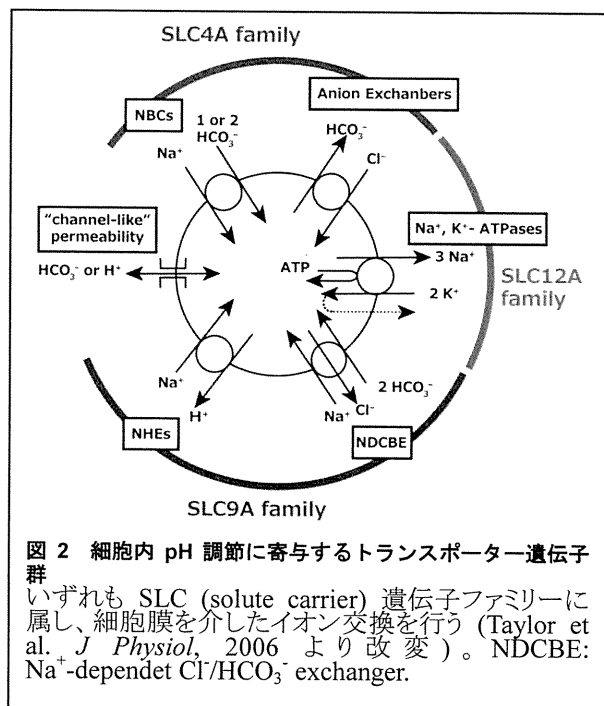 SLC4A family
Anion Exchanbers
NBCs
1 or 2
HCO₃⁻
HCO₃⁻
Na⁺
Cl⁻
"channel-like"
permeability
Na⁺, K⁺- ATPases
HCO₃⁻ or H⁺
ATP
3 Na⁺
SLC12A
family
2 K⁺
Na⁺
2 HCO₃⁻
H⁺
Na⁺
Cl⁻
NHEs
NDCBE
SLC9A family
図 2 細胞内 pH 調節に寄与するトランスポーター遺伝子
群
いずれも SLC (solute carrier) 遺伝子ファミリーに
属し、細胞膜を介したイオン交換を行う (Taylor et
al. J Physiol, 2006 より改変)。NDCBE:
Na⁺-dependet Cl⁻/HCO₃⁻ exchanger.